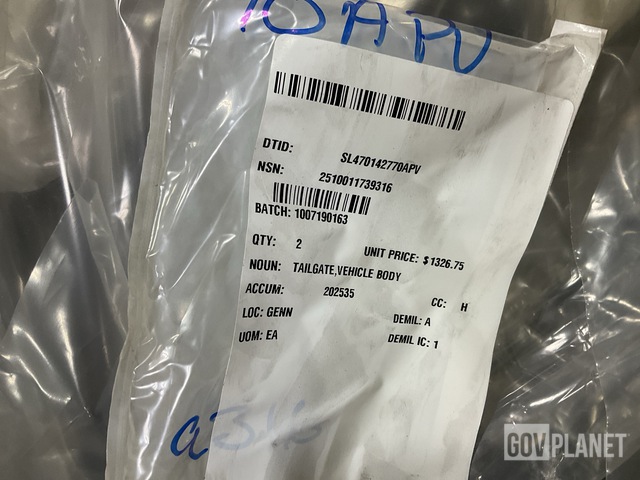 70APV
DTID: SL470142770APV
NSN: 2510011739316
BATCH: 1007190163
QTY: 2 UNIT PRICE: $1326.75
NOUN: TAILGATE,VEHICLE BODY
ACCUM: 202535 CC: H
LOC: GENN DEMIL: A
UOM: EA DEMIL IC: 1
GOVPLANET